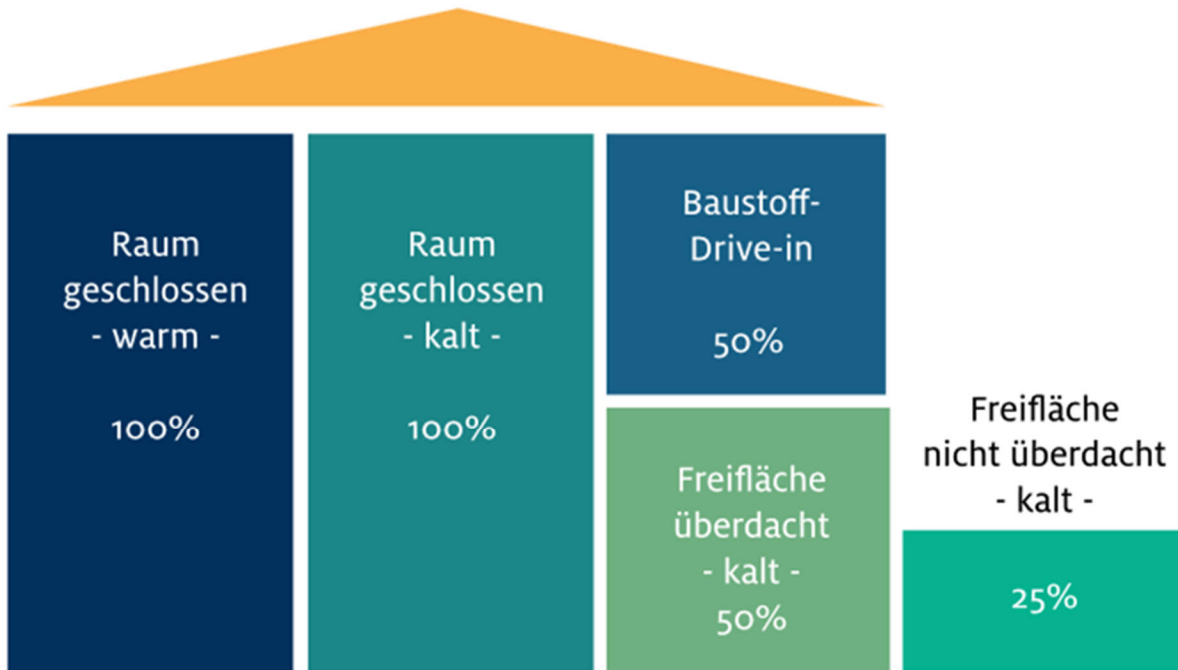 Raum
geschlossen
- warm -
100%
Raum
geschlossen
- kalt -
100%
Baustoff-
Drive-in
50%
Freifläche
überdacht
- kalt -
50%
Freifläche
nicht überdacht
- kalt -
25%